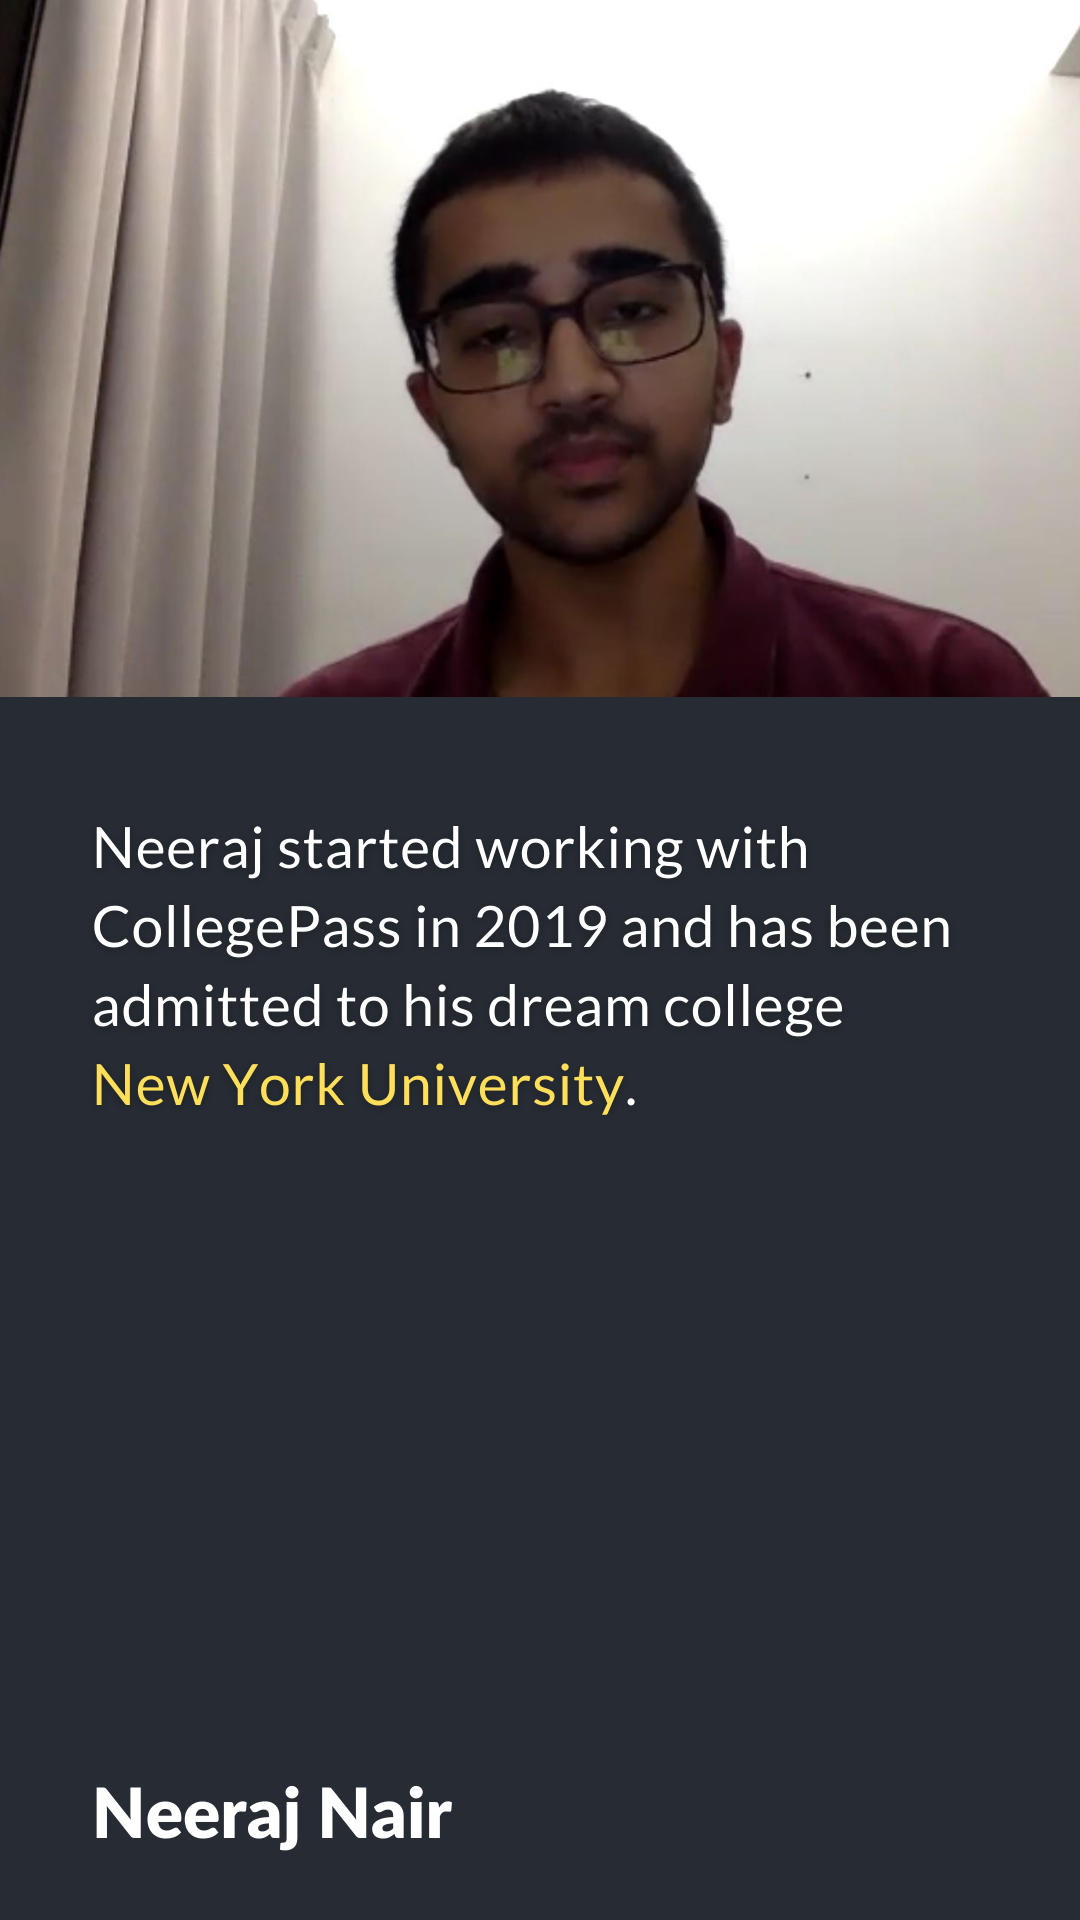 Neeraj started working with
CollegePass in 2019 and has been
admitted to his dream college
New York University.
Neeraj Nair